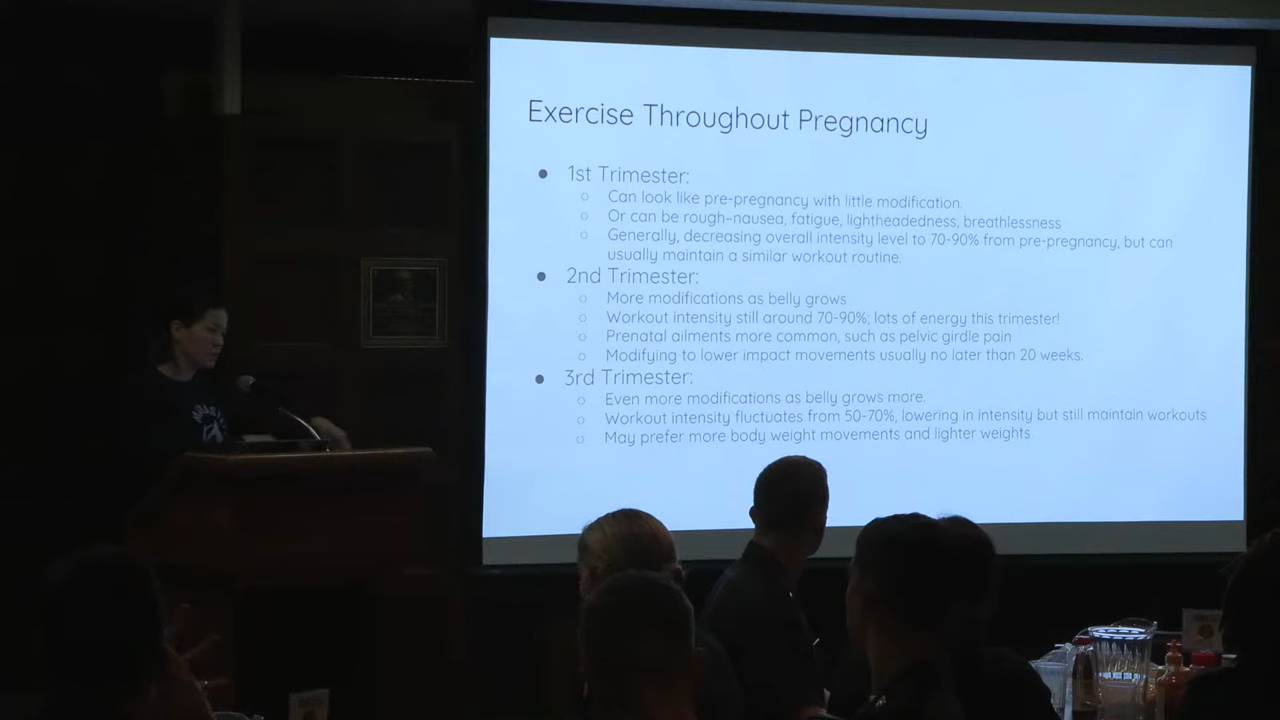 Exercise Throughout Pregnancy
● 1st Trimester:
○ Can look like pre-pregnancy with little modification.
○ Or can be rough–nausea, fatigue, lightheadedness, breathlessness
○ Generally, decreasing overall intensity level to 70-90% from pre-pregnancy, but can
usually maintain a similar workout routine.
● 2nd Trimester:
○ More modifications as belly grows
○ Workout intensity still around 70-90%; lots of energy this trimester!
○ Prenatal ailments more common, such as pelvic girdle pain
○ Modifying to lower impact movements usually no later than 20 weeks.
● 3rd Trimester:
○ Even more modifications as belly grows more.
○ Workout intensity fluctuates from 50-70%, lowering in intensity but still maintain workouts
○ May prefer more body weight movements and lighter weights